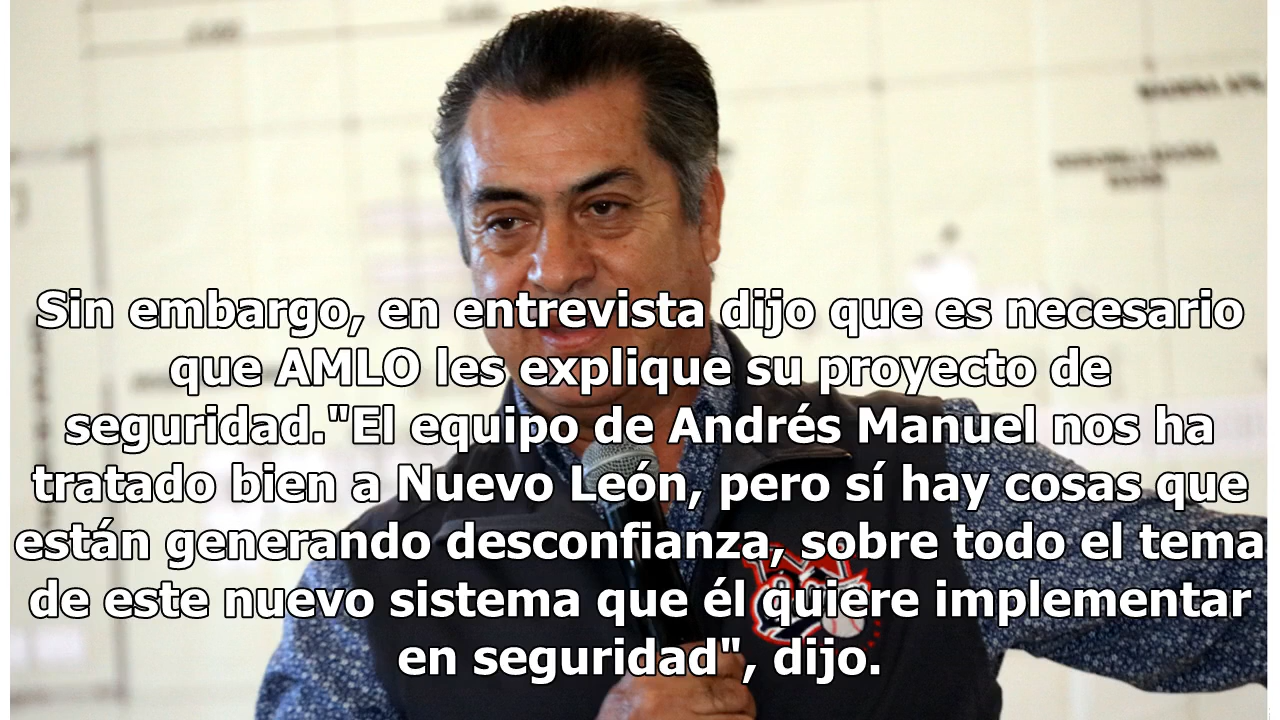 Sin embargo, en entrevista dijo que es necesario
que AMLO les explique su proyecto de
seguridad."El equipo de Andrés Manuel nos ha
tratado bien a Nuevo León, pero sí hay cosas que
están generando desconfianza, sobre todo el tema
de este nuevo sistema que él quiere implementar
en seguridad", dijo.